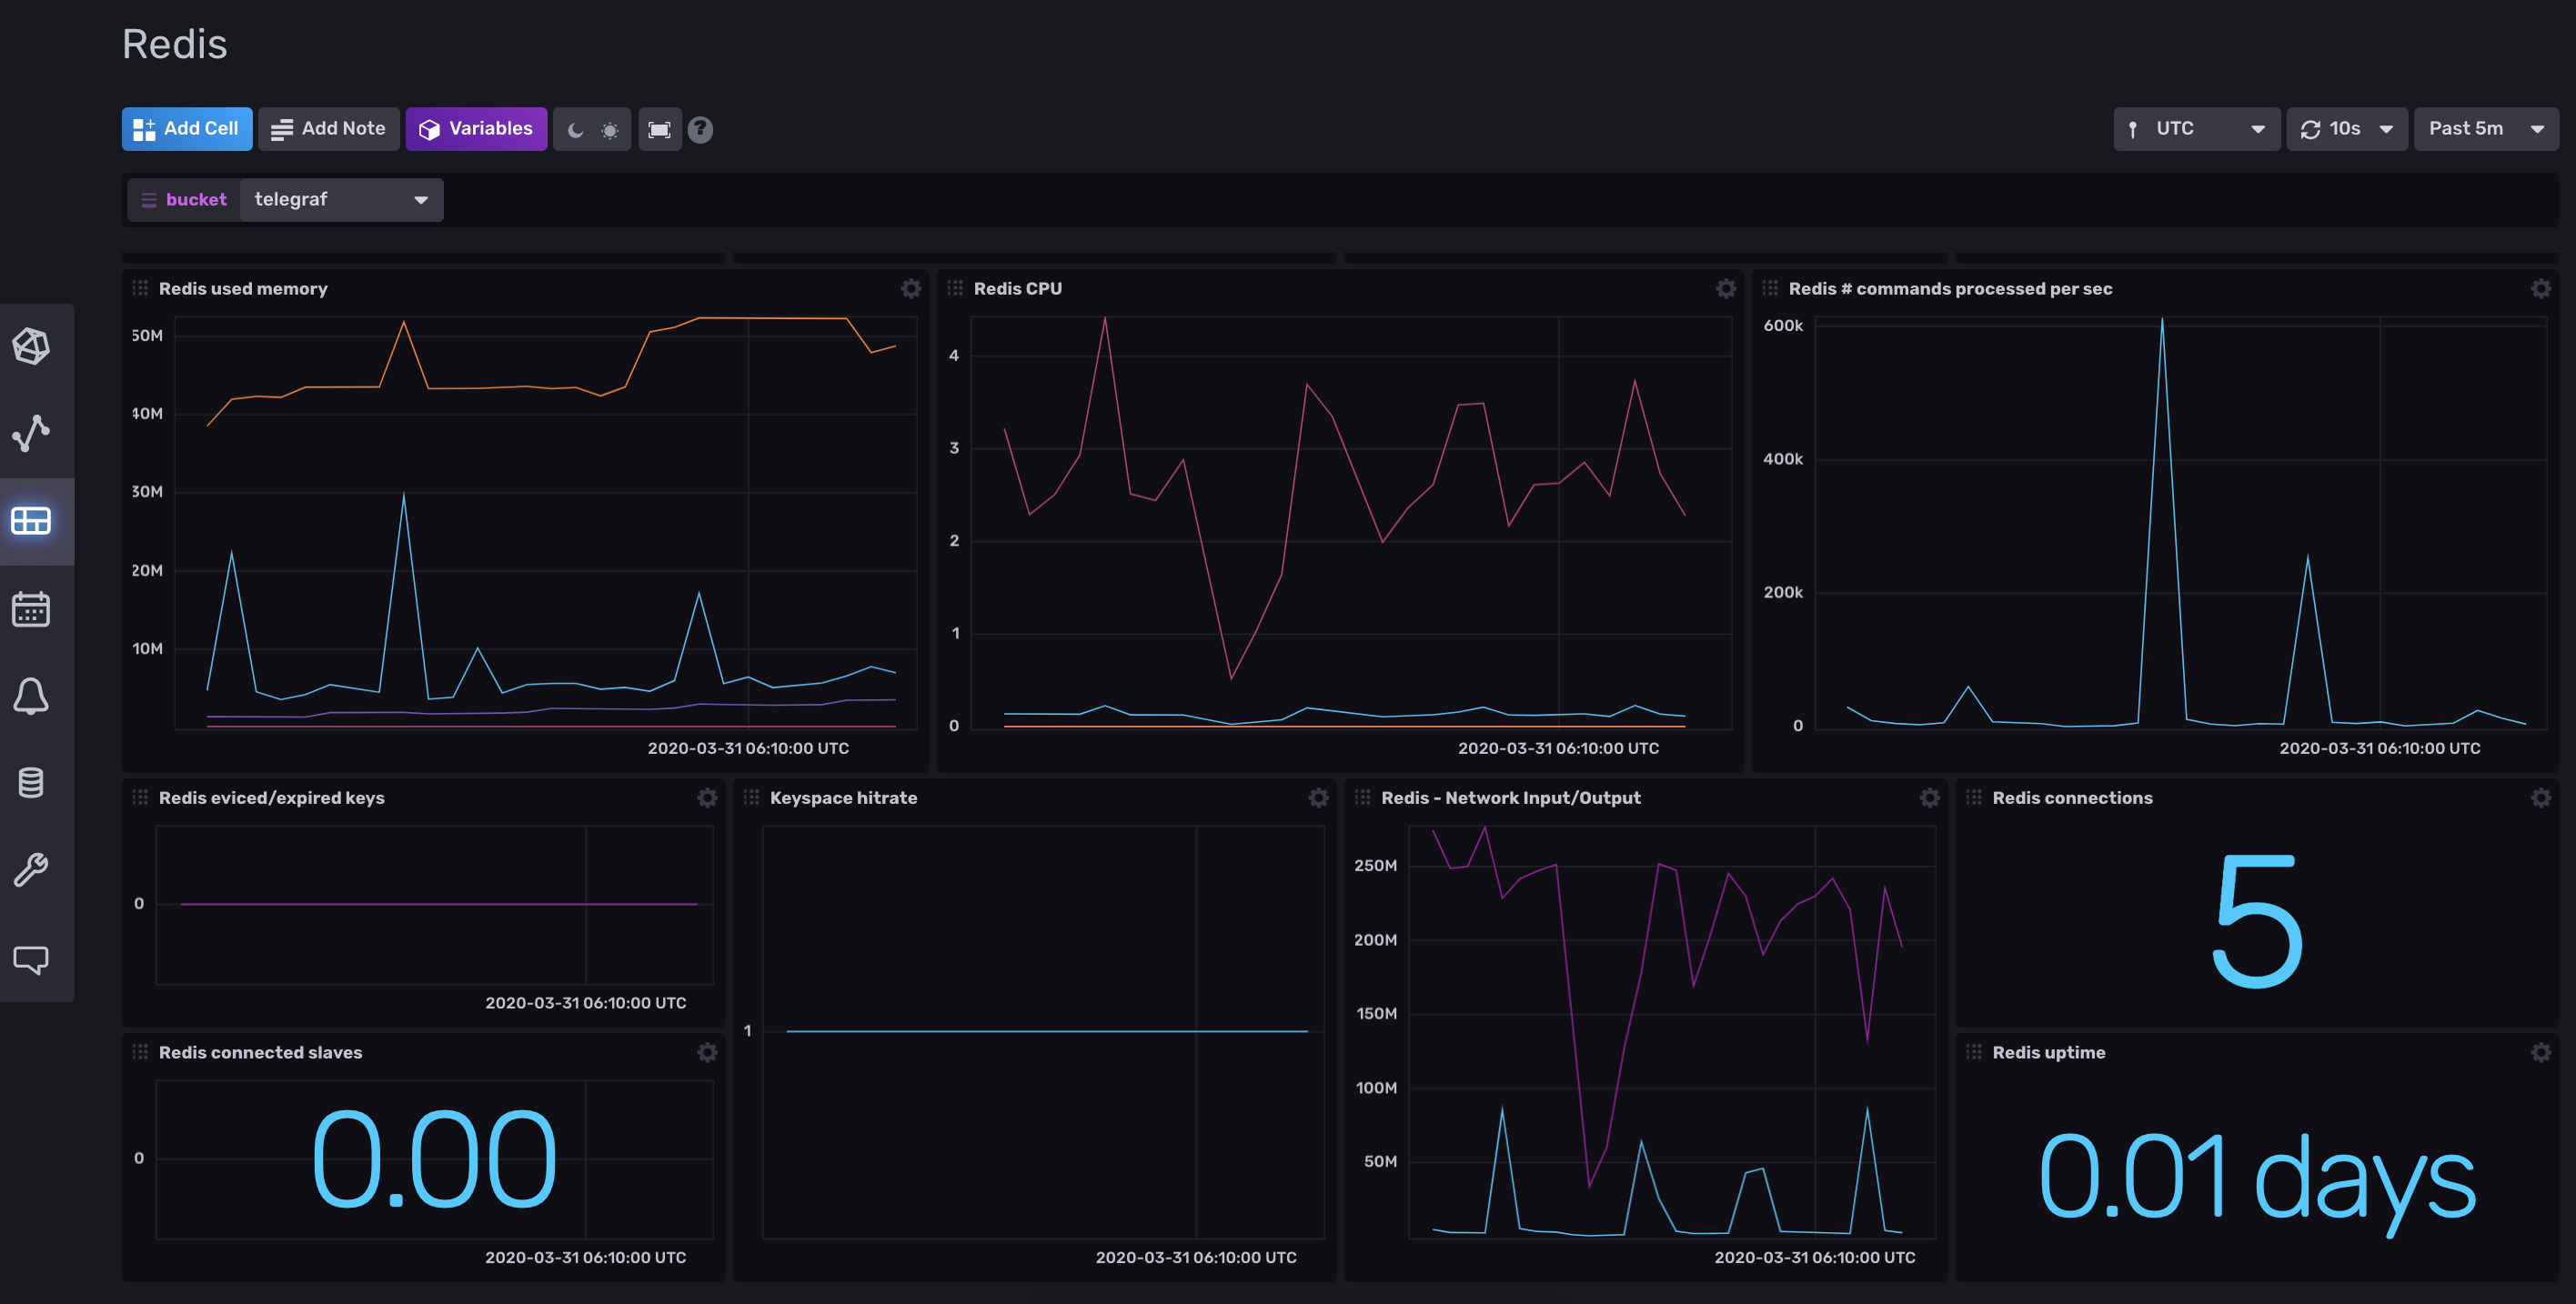 Redis
Add Cell
Add Note
Variables
?
UTC
10s
Past 5m
bucket
telegraf
Redis used memory
50M
40M
30M
20M
10M
2020-03-31 06:10:00 UTC
Redis CPU
4
3
2
1
0
2020-03-31 06:10:00 UTC
Redis # commands processed per sec
600k
400k
200k
0
2020-03-31 06:10:00 UTC
Redis eviced/expired keys
0
2020-03-31 06:10:00 UTC
Keyspace hitrate
1
2020-03-31 06:10:00 UTC
Redis - Network Input/Output
250M
200M
150M
100M
50M
2020-03-31 06:10:00 UTC
Redis connections
5
Redis connected slaves
0
0.00
2020-03-31 06:10:00 UTC
Redis uptime
0.01 days